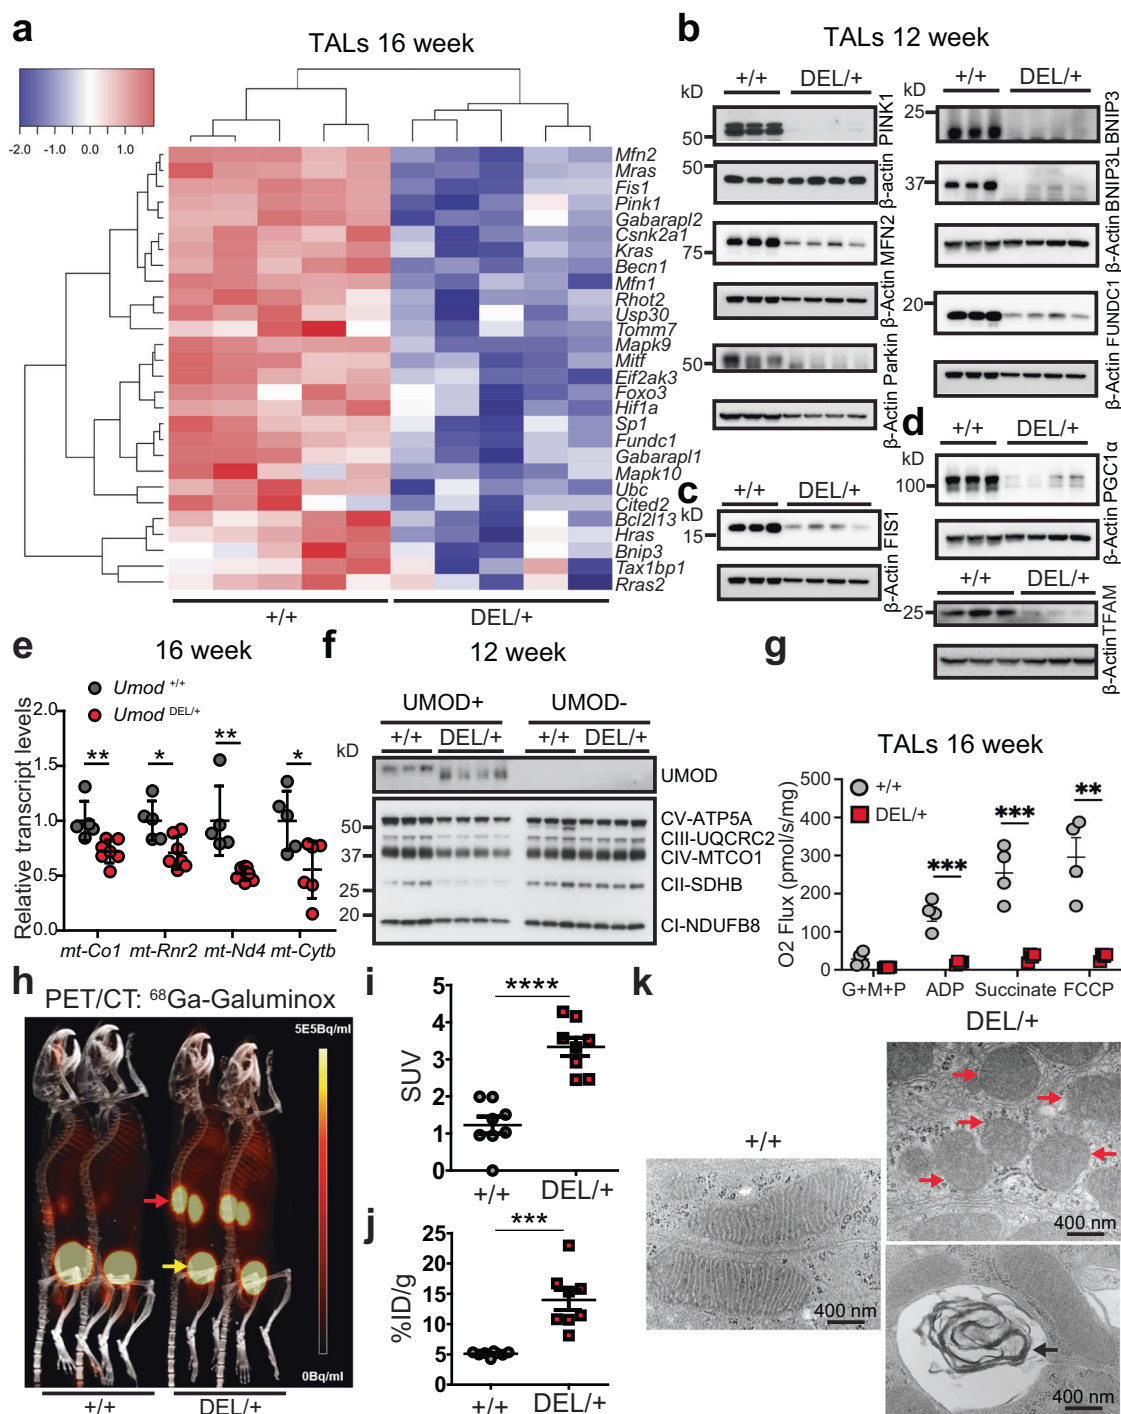 a
TALs 16 week
-2.0 -1.0 0.0 1.0
Mfn2
Mras
Fis1
Pink1
Gabarapl2
Csnk2a1
Kras
Becn1
Mfn1
Rhot2
Usp30
Tomm7
Mapk9
Mitf
Eif2ak3
Foxo3
Hif1a
Sp1
Fundc1
Gabarapl1
Mapk10
Ubc
Cited2
Bcl2l13
Hras
Bnip3
Tax1bp1
Rras2
+/+ DEL/+
b
TALs 12 week
+/+ DEL/+
kD
50
PINK1
β-actin
75
MFN2
β-Actin
50
Parkin
β-Actin
+/+ DEL/+
25
BNIP3
37
BNIP3L
β-Actin
20
FUNDC1
β-Actin
c
+/+ DEL/+
kD
15
FIS1
β-Actin
d
+/+ DEL/+
kD
100
PGC1α
β-Actin
+/+ DEL/+
25
TFAM
β-Actin
e
16 week
Umod +/+
Umod DEL/+
Relative transcript levels
2.0
1.5
1.0
0.5
0.0
** * ** *
mt-Co1 mt-Rnr2 mt-Nd4 mt-Cytb
f
12 week
UMOD+ UMOD-
+/+ DEL/+ +/+ DEL/+
kD
UMOD
50
37
25
20
CV-ATP5A
CIII-UQCRC2
CIV-MTCO1
CII-SDHB
CI-NDUFB8
g
TALs 16 week
+/+
DEL/+
O2 Flux (pmol/s/mg)
500
400
300
200
100
0
*** *** **
G+M+P ADP Succinate FCCP
h
PET/CT: 68Ga-Galuminox
5E5Bq/ml
0Bq/ml
+/+ DEL/+
i
****
SUV
5
4
3
2
1
0
+/+ DEL/+
j
***
%ID/g
25
20
15
10
5
0
+/+ DEL/+
k
+/+
400 nm
DEL/+
400 nm
400 nm